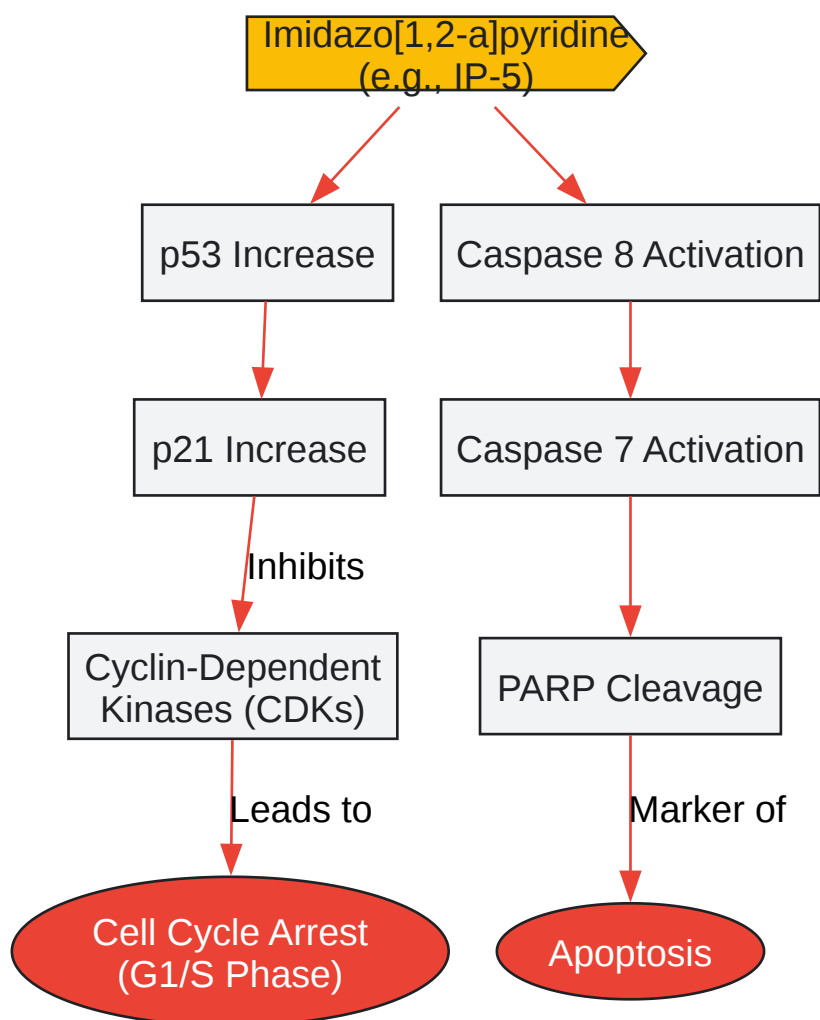 Imidazo[1,2-a]pyridine
(e.g., IP-5)
p53 Increase
Caspase 8 Activation
p21 Increase
Caspase 7 Activation
Inhibits
Cyclin-Dependent
Kinases (CDKs)
PARP Cleavage
Leads to
Marker of
Cell Cycle Arrest
(G1/S Phase)
Apoptosis